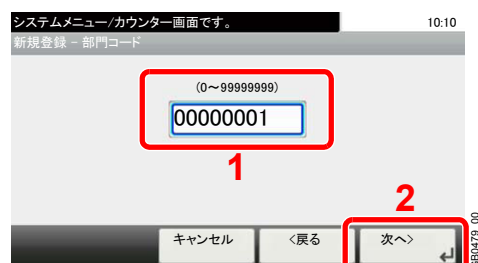 システムメニュー/カウンター画面です。 10:10
新規登録 - 部門コード
(0～99999999)
00000001
1
2
キャンセル <戻る 次へ>
GB0479_00